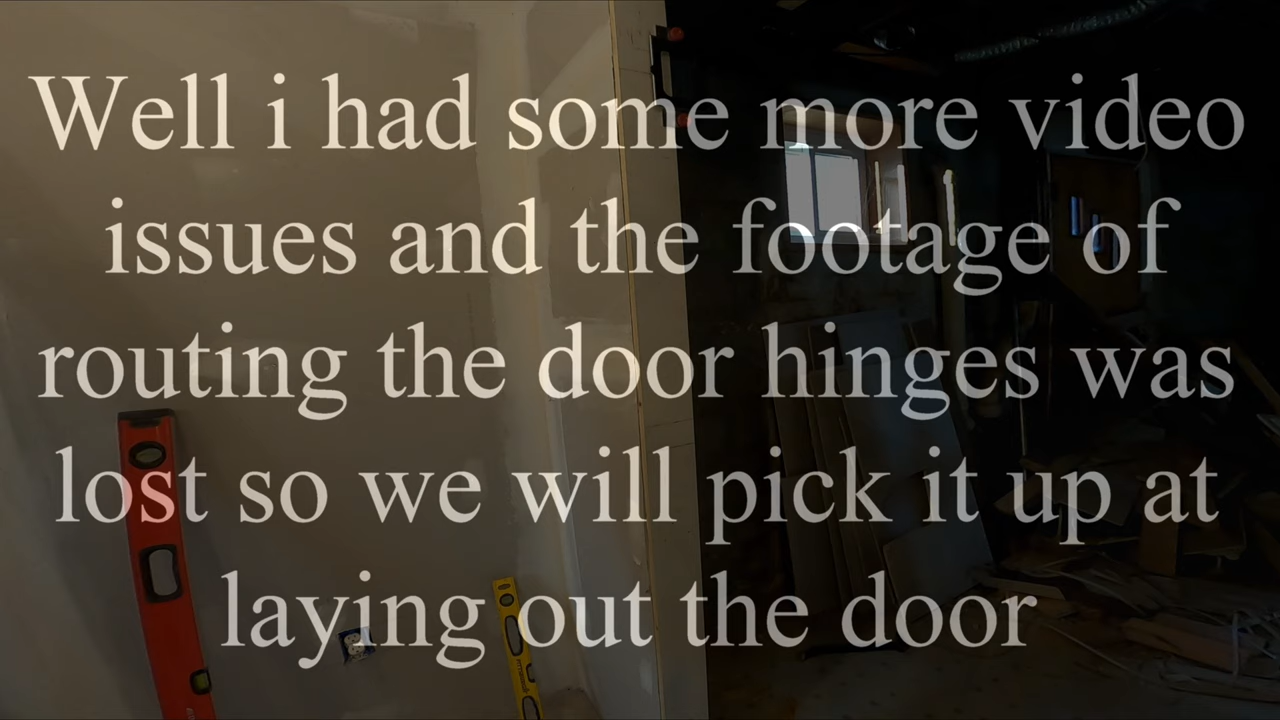 Well i had some more video
issues and the footage of
routing the door hinges was
lost so we will pick it up at
laying out the door